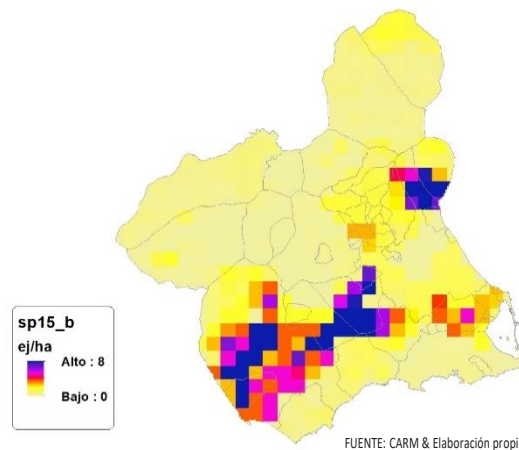 sp15_b
ej/ha
Alto : 8
Bajo : 0
FUENTE: CARM & Elaboración propi